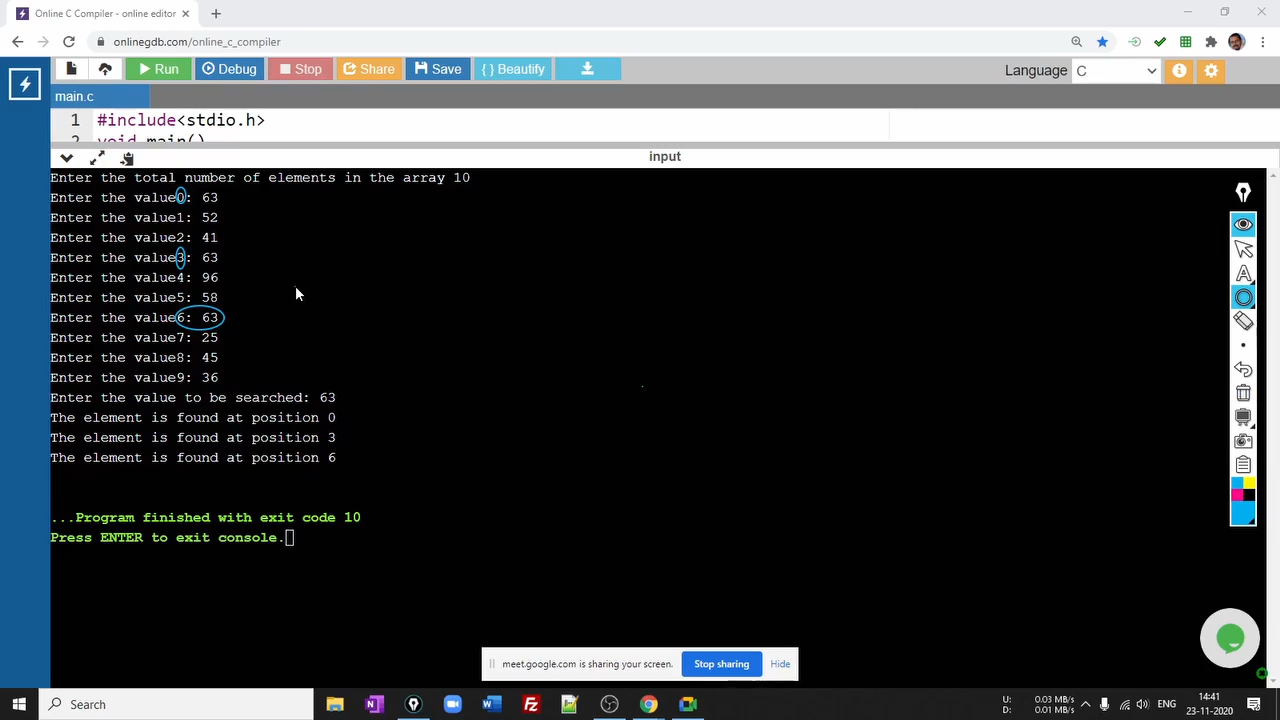 Online C Compiler - online editor
onlinegdb.com/online_c_compiler
Run Debug Stop Share Save { } Beautify Language C
main.c
1 #include<stdio.h>
2 void main()
input
Enter the total number of elements in the array 10
Enter the value0: 63
Enter the value1: 52
Enter the value2: 41
Enter the value3: 63
Enter the value4: 96
Enter the value5: 58
Enter the value6: 63
Enter the value7: 25
Enter the value8: 45
Enter the value9: 36
Enter the value to be searched: 63
The element is found at position 0
The element is found at position 3
The element is found at position 6
...Program finished with exit code 10
Press ENTER to exit console.
meet.google.com is sharing your screen. Stop sharing Hide
Search
U: 0.03 MB/s
D: 0.01 MB/s
ENG
14:41
23-11-2020